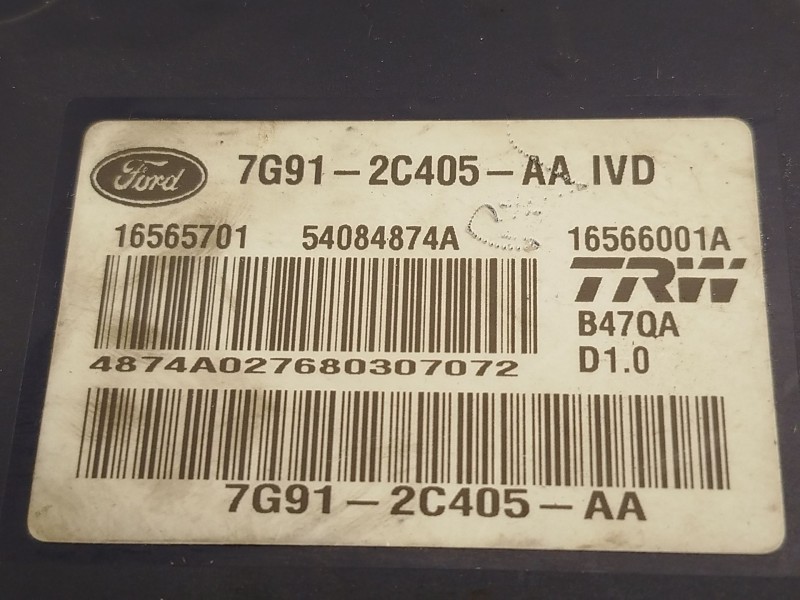 Ford 7G91-2C405-AA IVD
16565701 54084874A 16566001A
TRW
B47QA
4874A027680307072
D1.0
7G91-2C405-AA